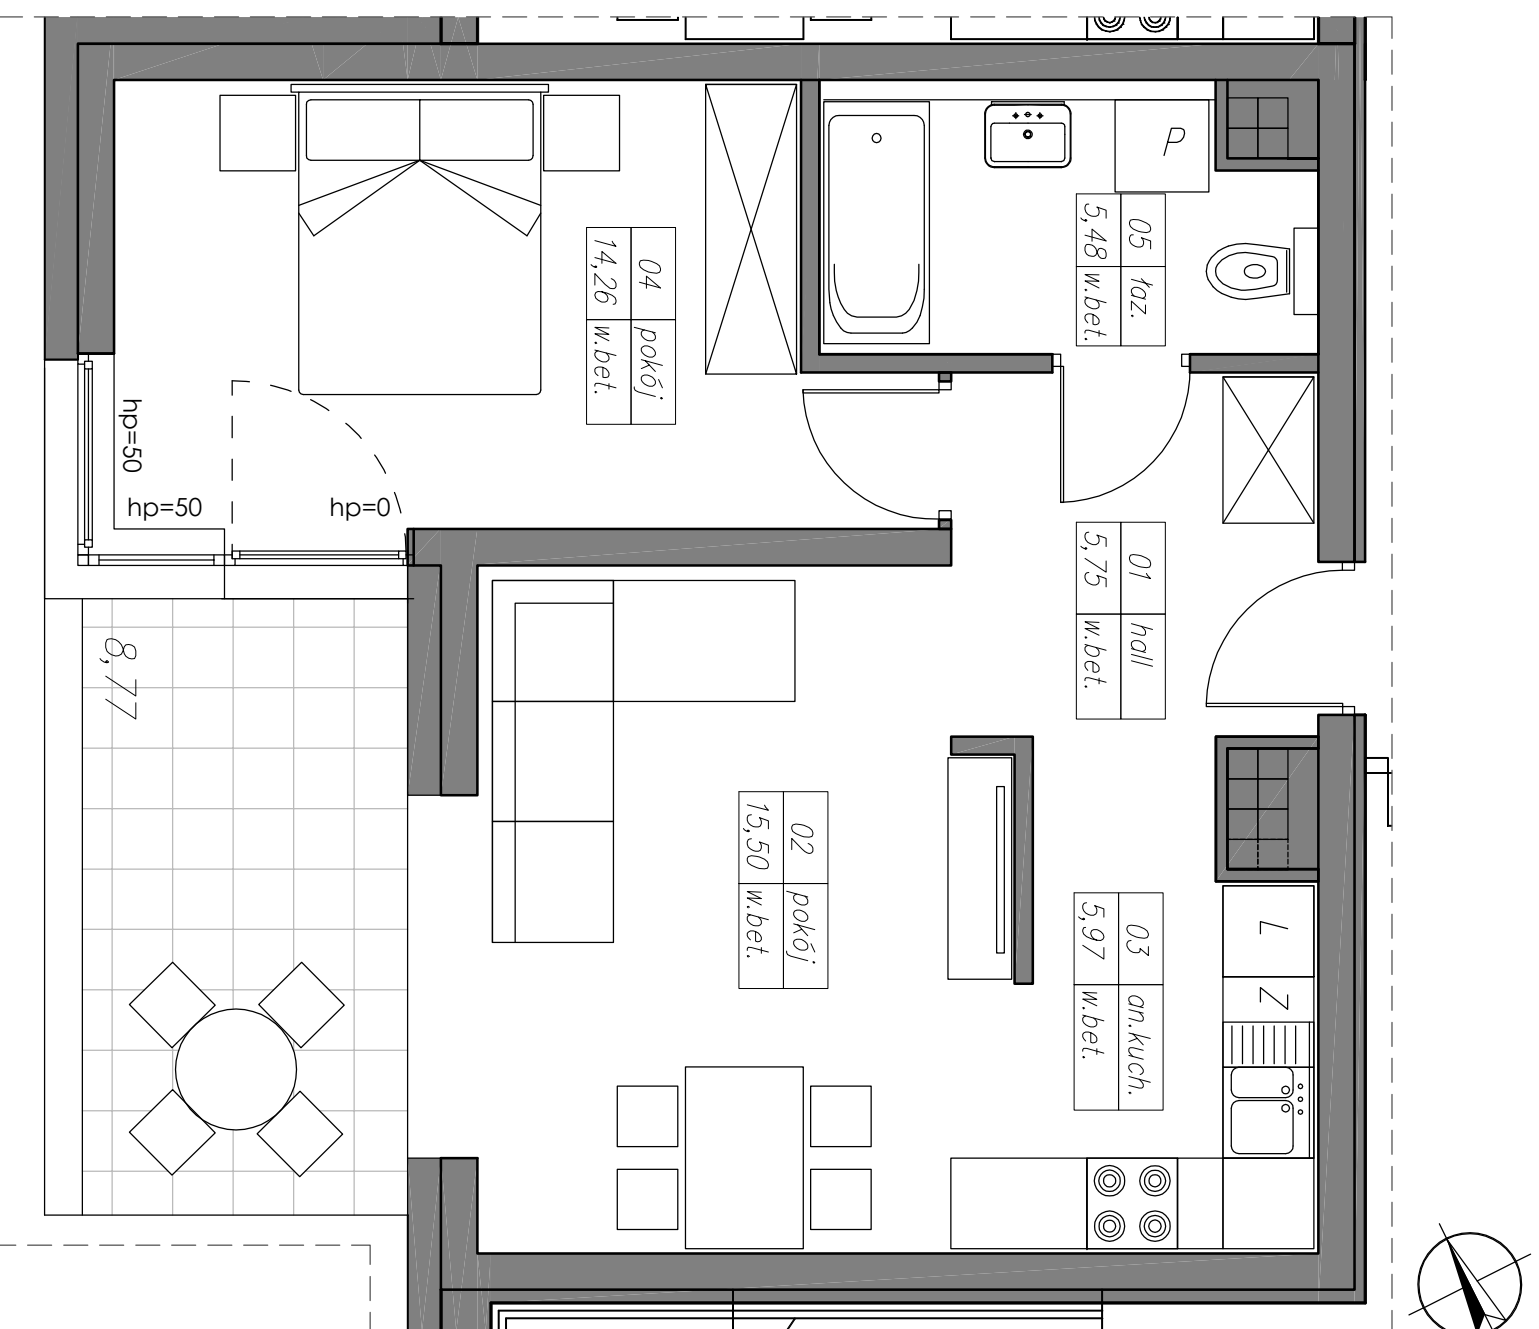 P
05 łaz.
5,48 w.bet.
04 pokój
14,26 w.bet.
hp=50
hp=50
hp=0
01 hall
5,75 w.bet.
8,77
02 pokój
15,50 w.bet.
03 an.kuch.
5,97 w.bet.
L
Z